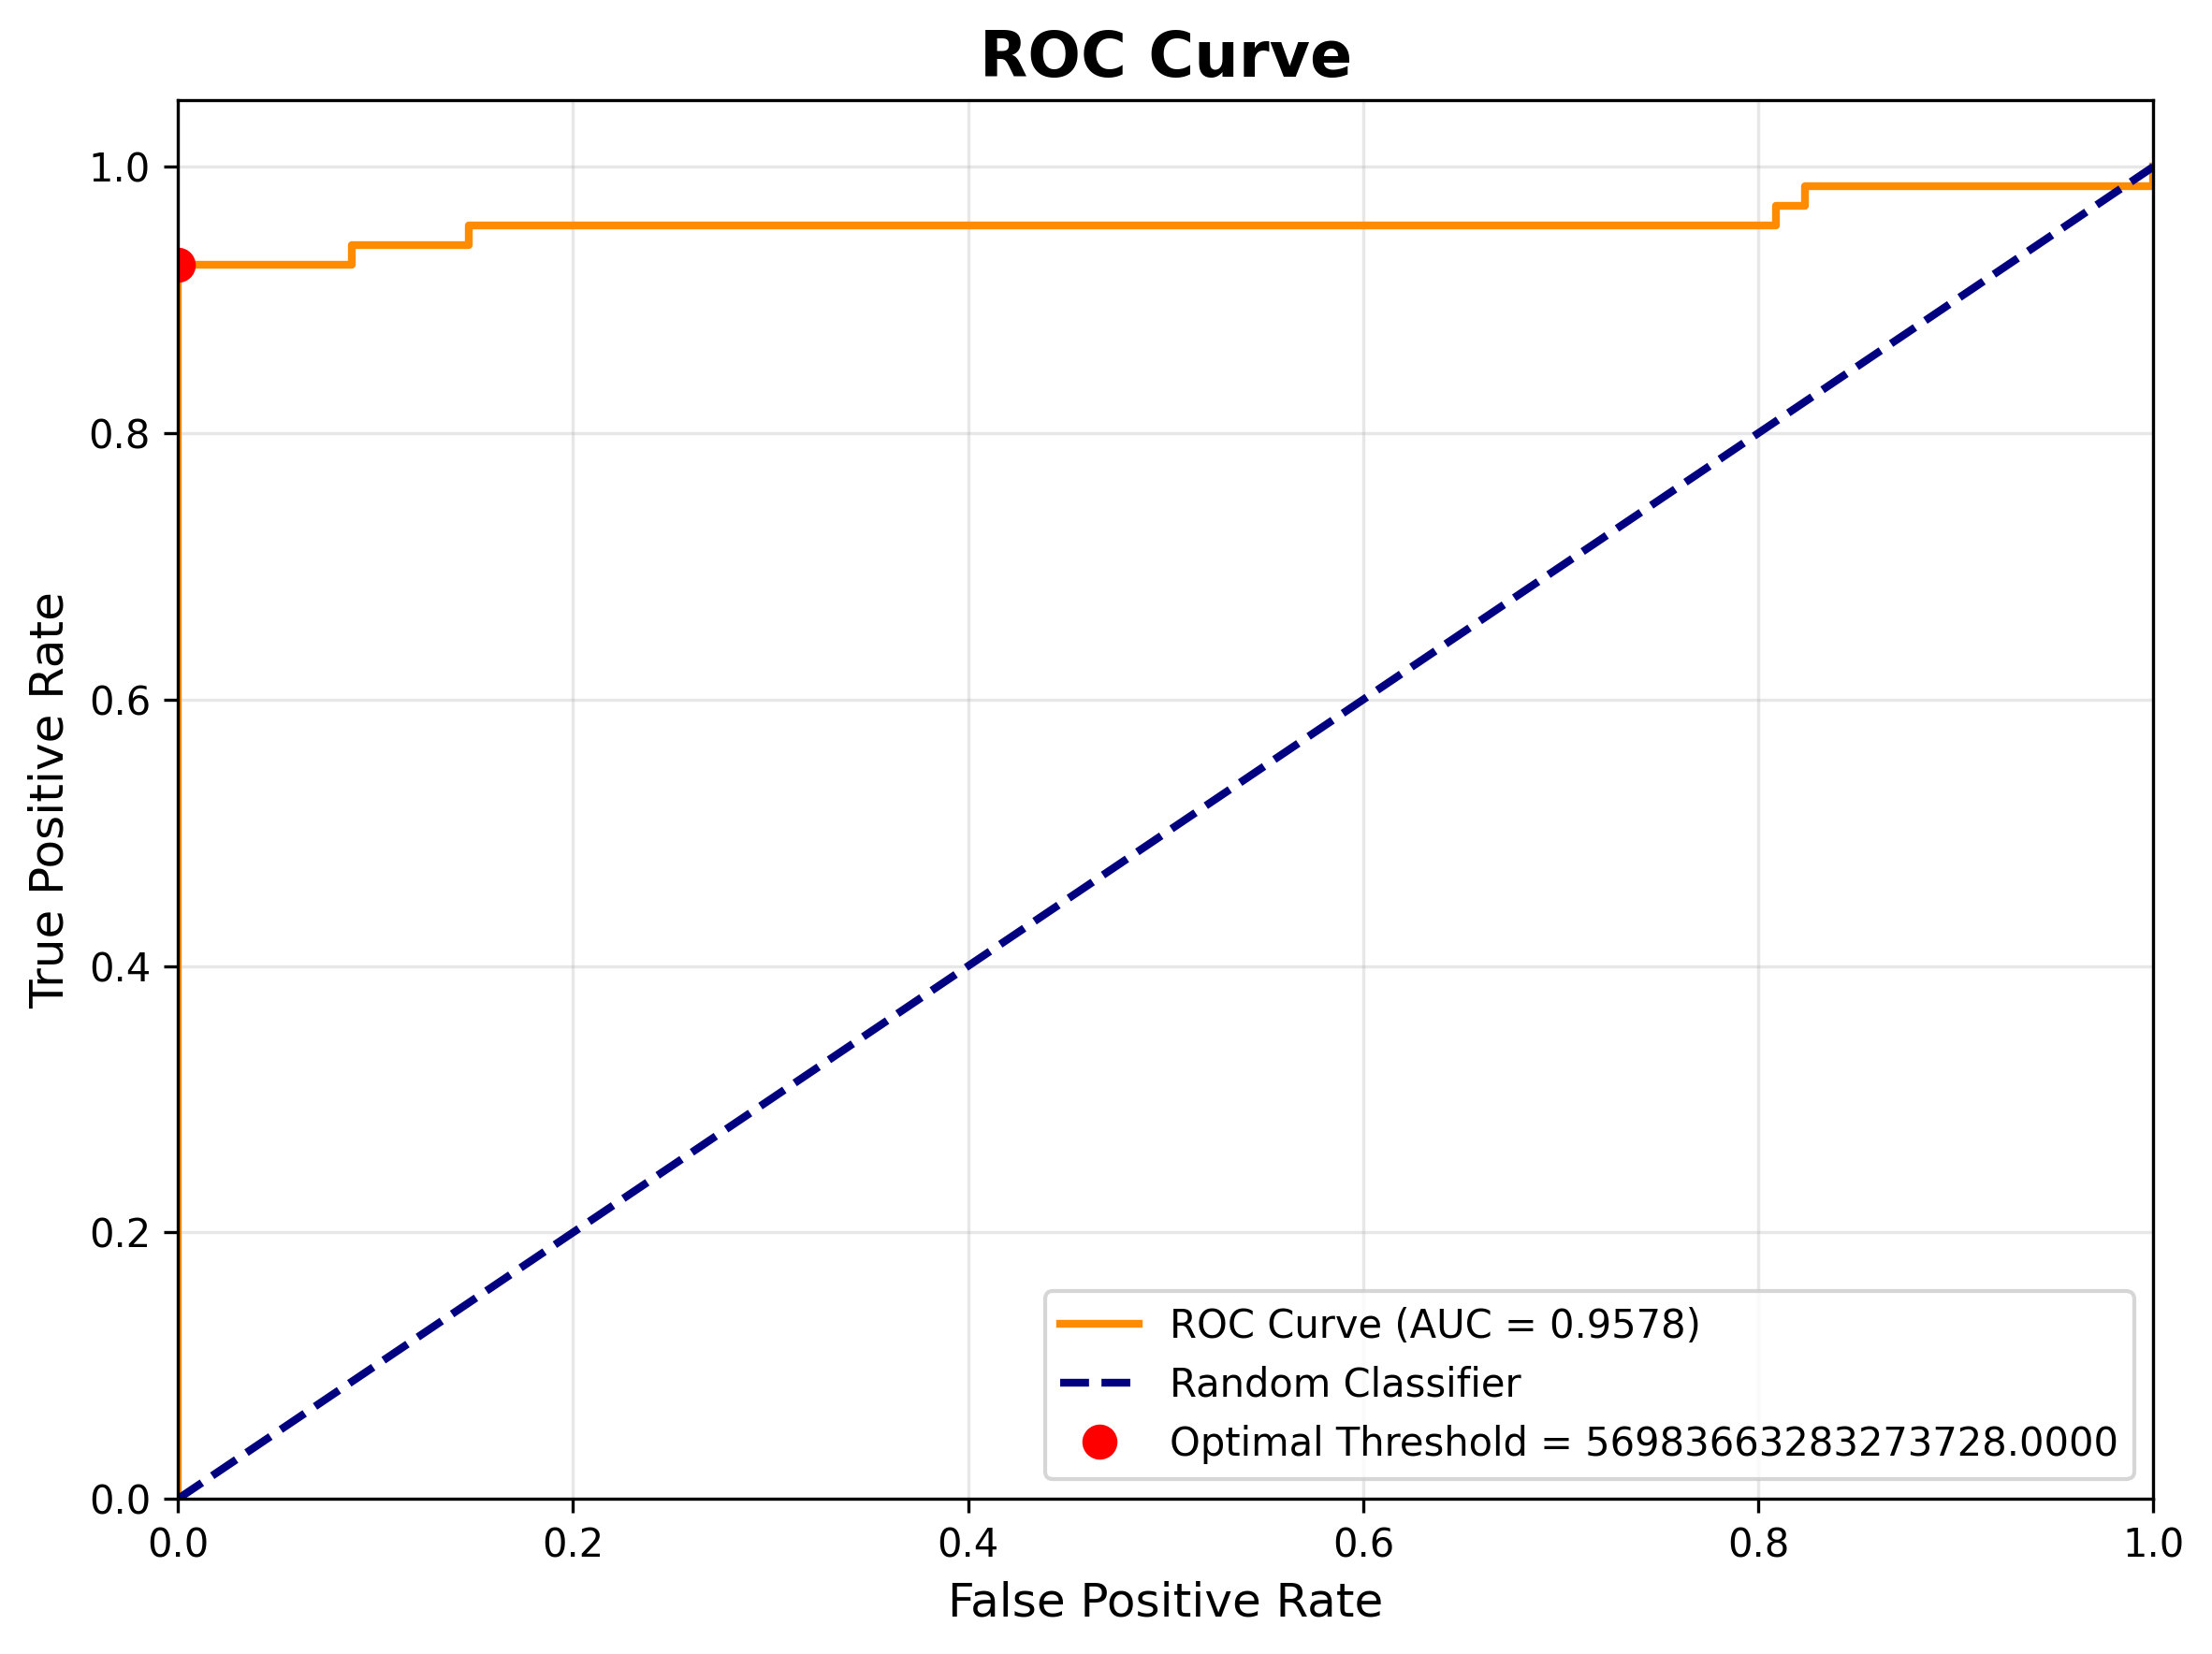 ROC Curve
True Positive Rate
1.0
0.8
0.6
0.4
0.2
0.0
ROC Curve (AUC = 0.9578)
Random Classifier
Optimal Threshold = 56983663283273728.0000
0.0 0.2 0.4 0.6 0.8 1.0
False Positive Rate